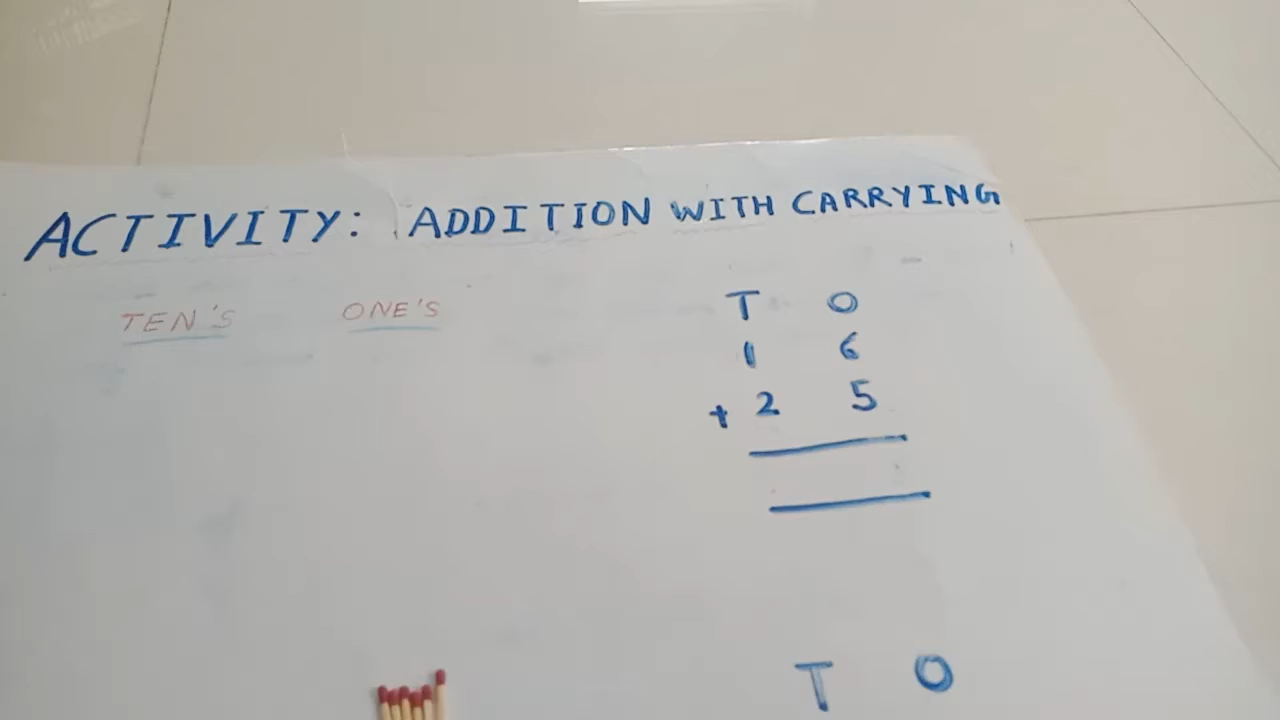 ACTIVITY: ADDITION WITH CARRYING
TEN'S ONE'S
T O
1 6
+ 2 5
T O